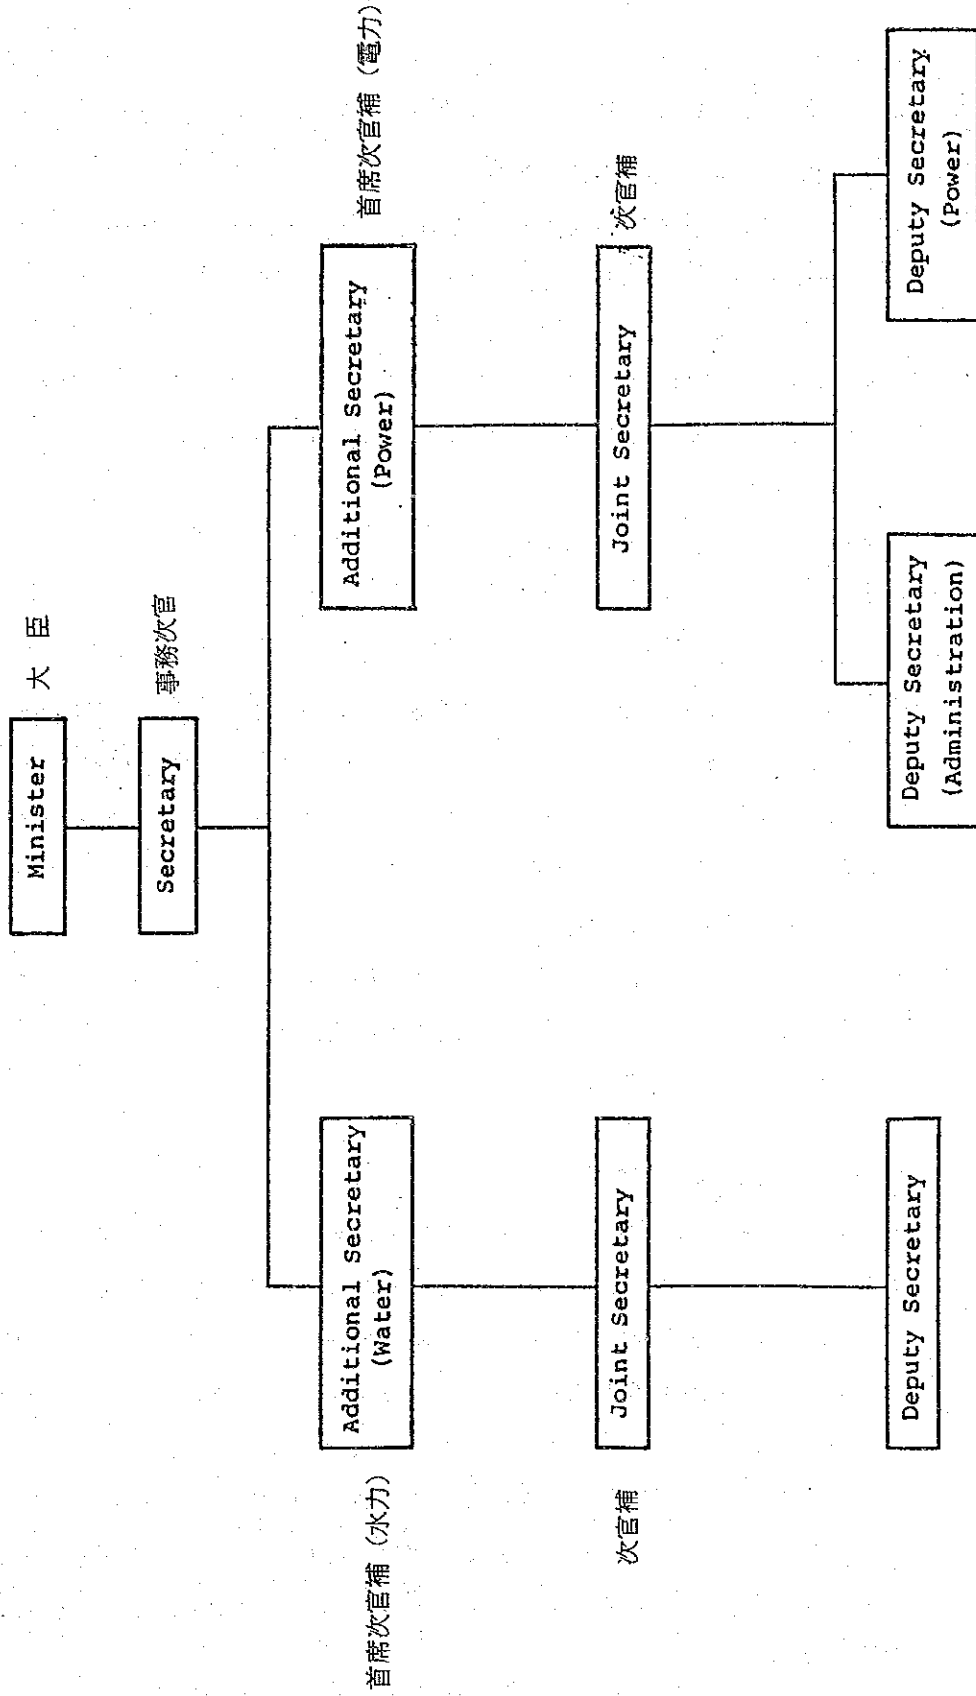 Minister
大 臣
Secretary
事務次官
首席次官補 (水力)
Additional Secretary
(Water)
Additional Secretary
(Power)
首席次官補 (電力)
次官補
Joint Secretary
Joint Secretary
次官補
Deputy Secretary
Deputy Secretary
(Administration)
Deputy Secretary
(Power)